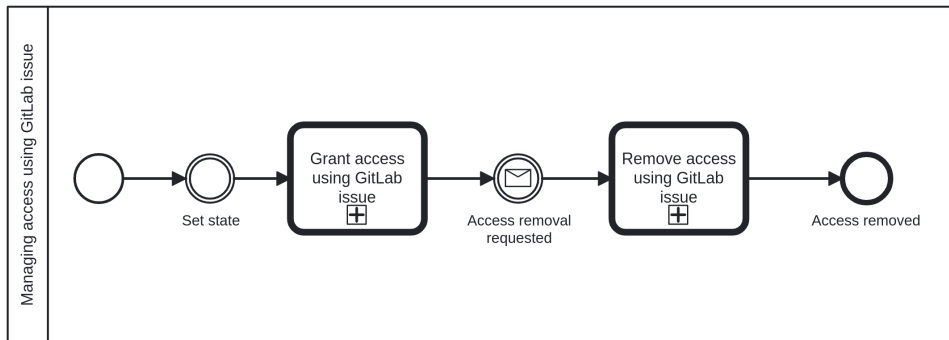 Managing access using GitLab issue
Set state
Grant access
using GitLab
issue
Access removal
requested
Remove access
using GitLab
issue
Access removed